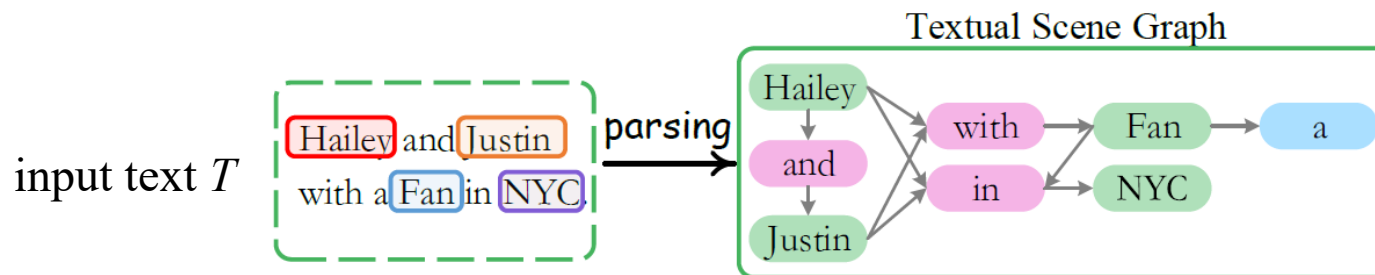 Textual Scene Graph
input text T
Hailey and Justin
with a Fan in NYC.
parsing
Hailey
and
Justin
with
in
Fan
NYC
a